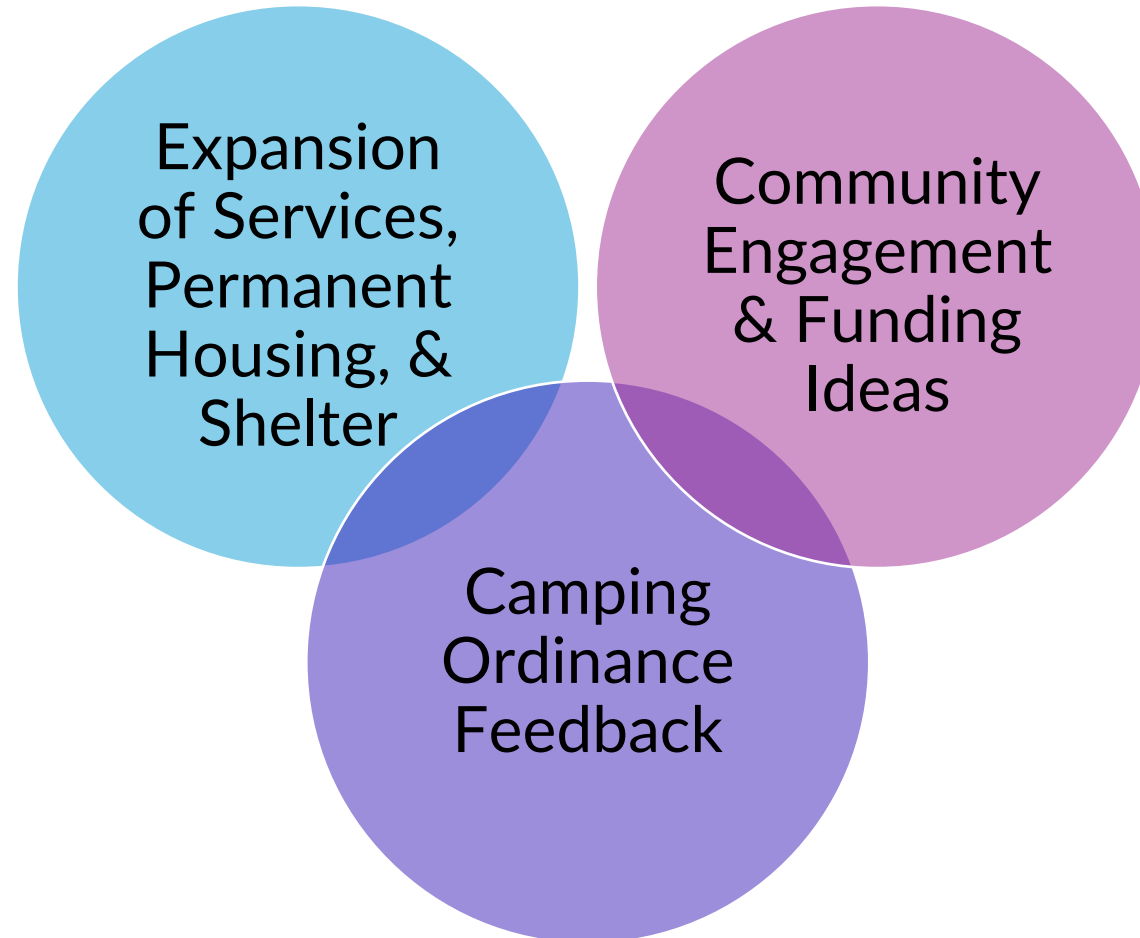 Expansion
of Services,
Permanent
Housing, &
Shelter
Community
Engagement
& Funding
Ideas
Camping
Ordinance
Feedback